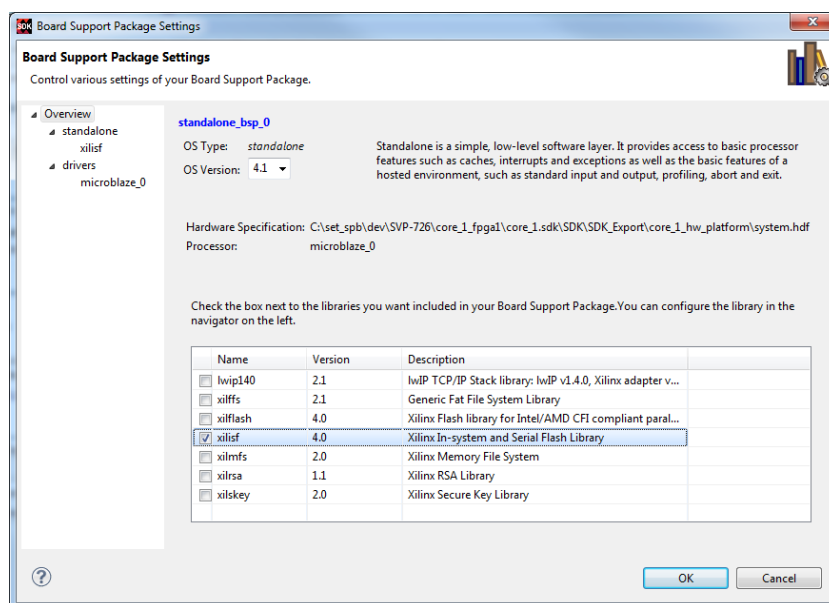 SDK Board Support Package Settings
Board Support Package Settings
Control various settings of your Board Support Package.
Overview
standalone
xilisf
drivers
microblaze_0
standalone_bsp_0
OS Type: standalone
OS Version: 4.1
Standalone is a simple, low-level software layer. It provides access to basic processor
features such as caches, interrupts and exceptions as well as the basic features of a
hosted environment, such as standard input and output, profiling, abort and exit.
Hardware Specification: C:\set_spb\dev\SVP-726\core_1_fpga1\core_1.sdk\SDK\SDK_Export\core_1_hw_platform\system.hdf
Processor: microblaze_0
Check the box next to the libraries you want included in your Board Support Package.You can configure the library in the
navigator on the left.
Name Version Description
lwip140 2.1 lwIP TCP/IP Stack library: lwIP v1.4.0, Xilinx adapter v...
xilffs 2.1 Generic Fat File System Library
xilflash 4.0 Xilinx Flash library for Intel/AMD CFI compliant paral...
xilisf 4.0 Xilinx In-system and Serial Flash Library
xilmfs 2.0 Xilinx Memory File System
xilrsa 1.1 Xilinx RSA Library
xilskey 2.0 Xilinx Secure Key Library
?
OK Cancel